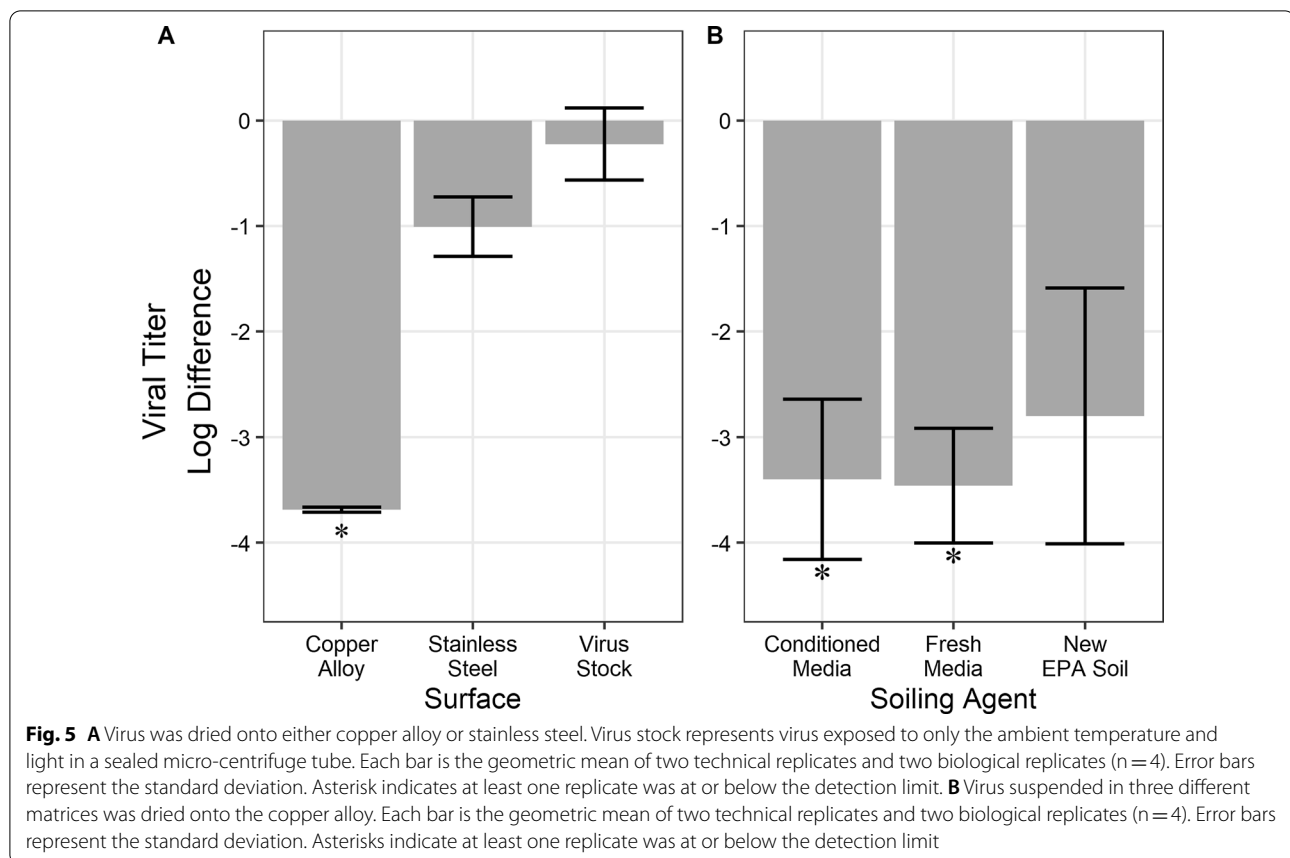 A
B
Viral Titer
Log Difference
0
-1
-2
-3
-4
*
0
-1
-2
-3
-4
*
*
Copper
Alloy
Stainless
Steel
Virus
Stock
Surface
Conditioned
Media
Fresh
Media
New
EPA Soil
Soiling Agent
Fig. 5 A Virus was dried onto either copper alloy or stainless steel. Virus stock represents virus exposed to only the ambient temperature and
light in a sealed micro-centrifuge tube. Each bar is the geometric mean of two technical replicates and two biological replicates (n = 4). Error bars
represent the standard deviation. Asterisk indicates at least one replicate was at or below the detection limit. B Virus suspended in three different
matrices was dried onto the copper alloy. Each bar is the geometric mean of two technical replicates and two biological replicates (n = 4). Error bars
represent the standard deviation. Asterisks indicate at least one replicate was at or below the detection limit